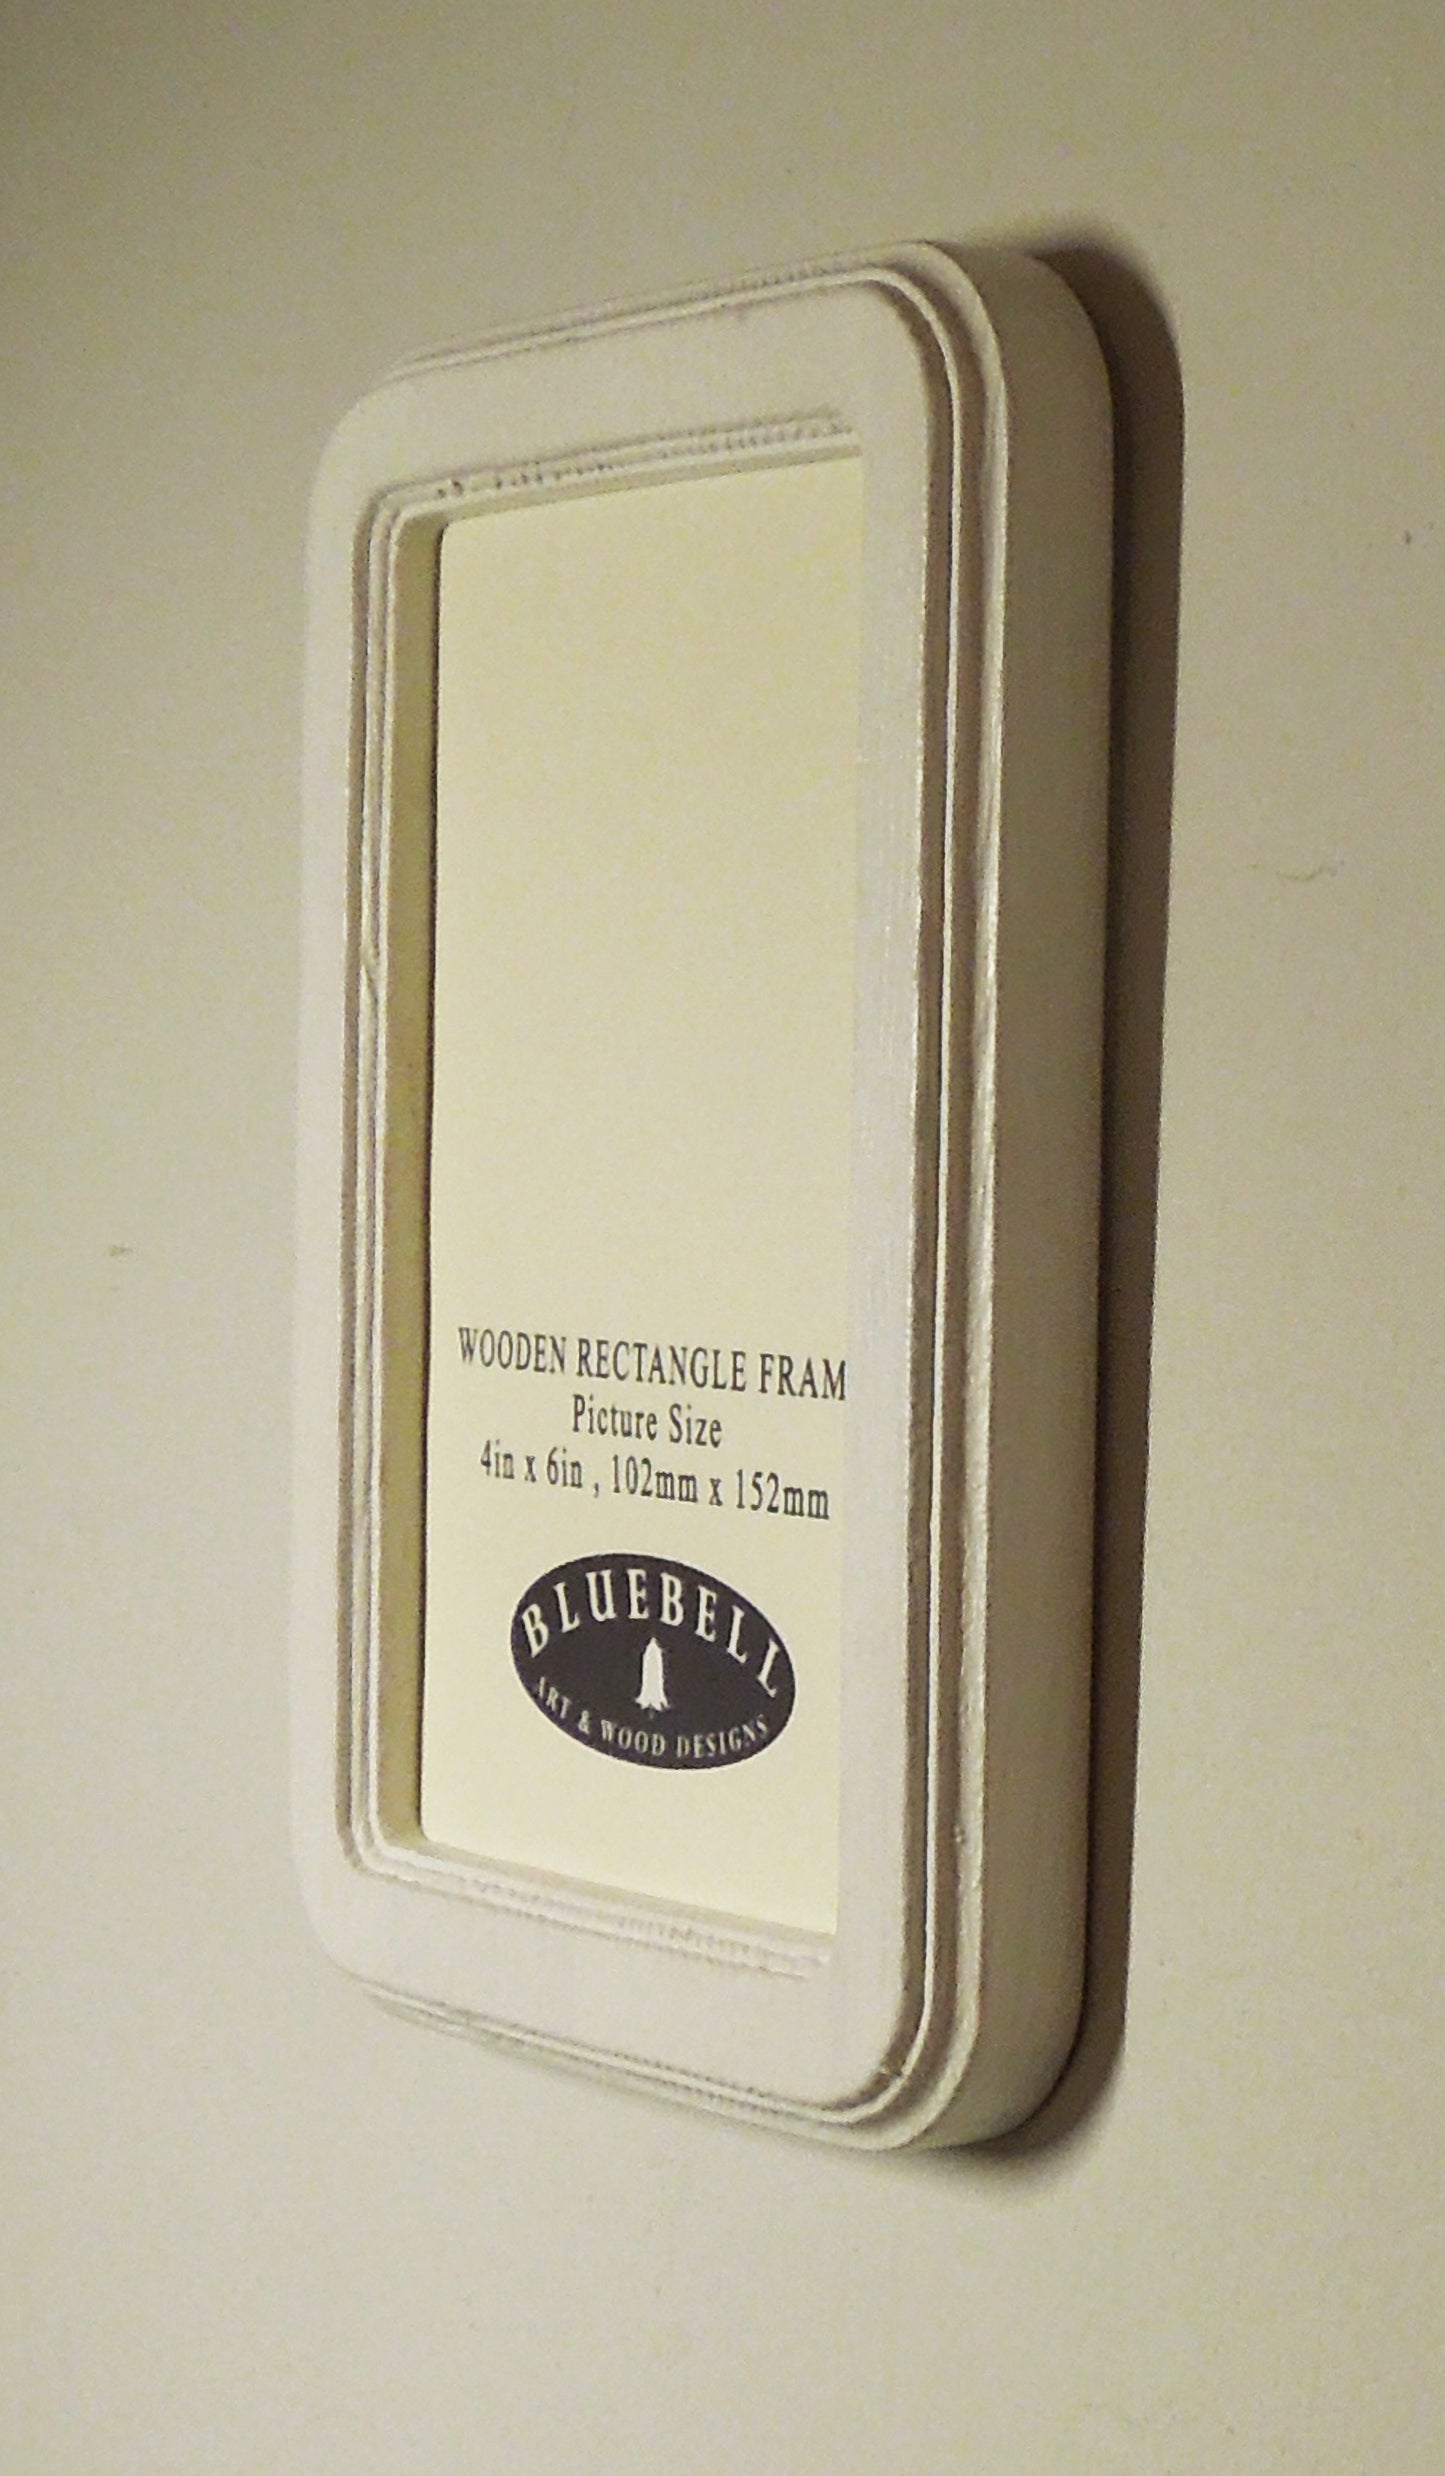 WOODEN RECTANGLE FRAM
Picture Size
4in x 6in , 102mm x 152mm
BLUEBELL
ART & WOOD DESIGNS